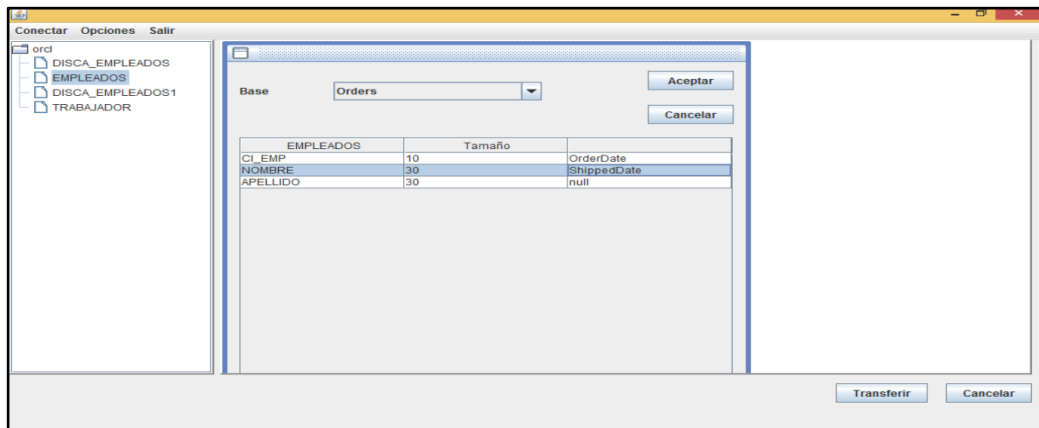 Conectar Opciones Salir
orcl
DISCA_EMPLEADOS
EMPLEADOS
DISCA_EMPLEADOS1
TRABAJADOR
Aceptar
Base Orders
Cancelar
EMPLEADOS Tamaño
CI_EMP 10 OrderDate
NOMBRE 30 ShippedDate
APELLIDO 30 null
Transferir Cancelar